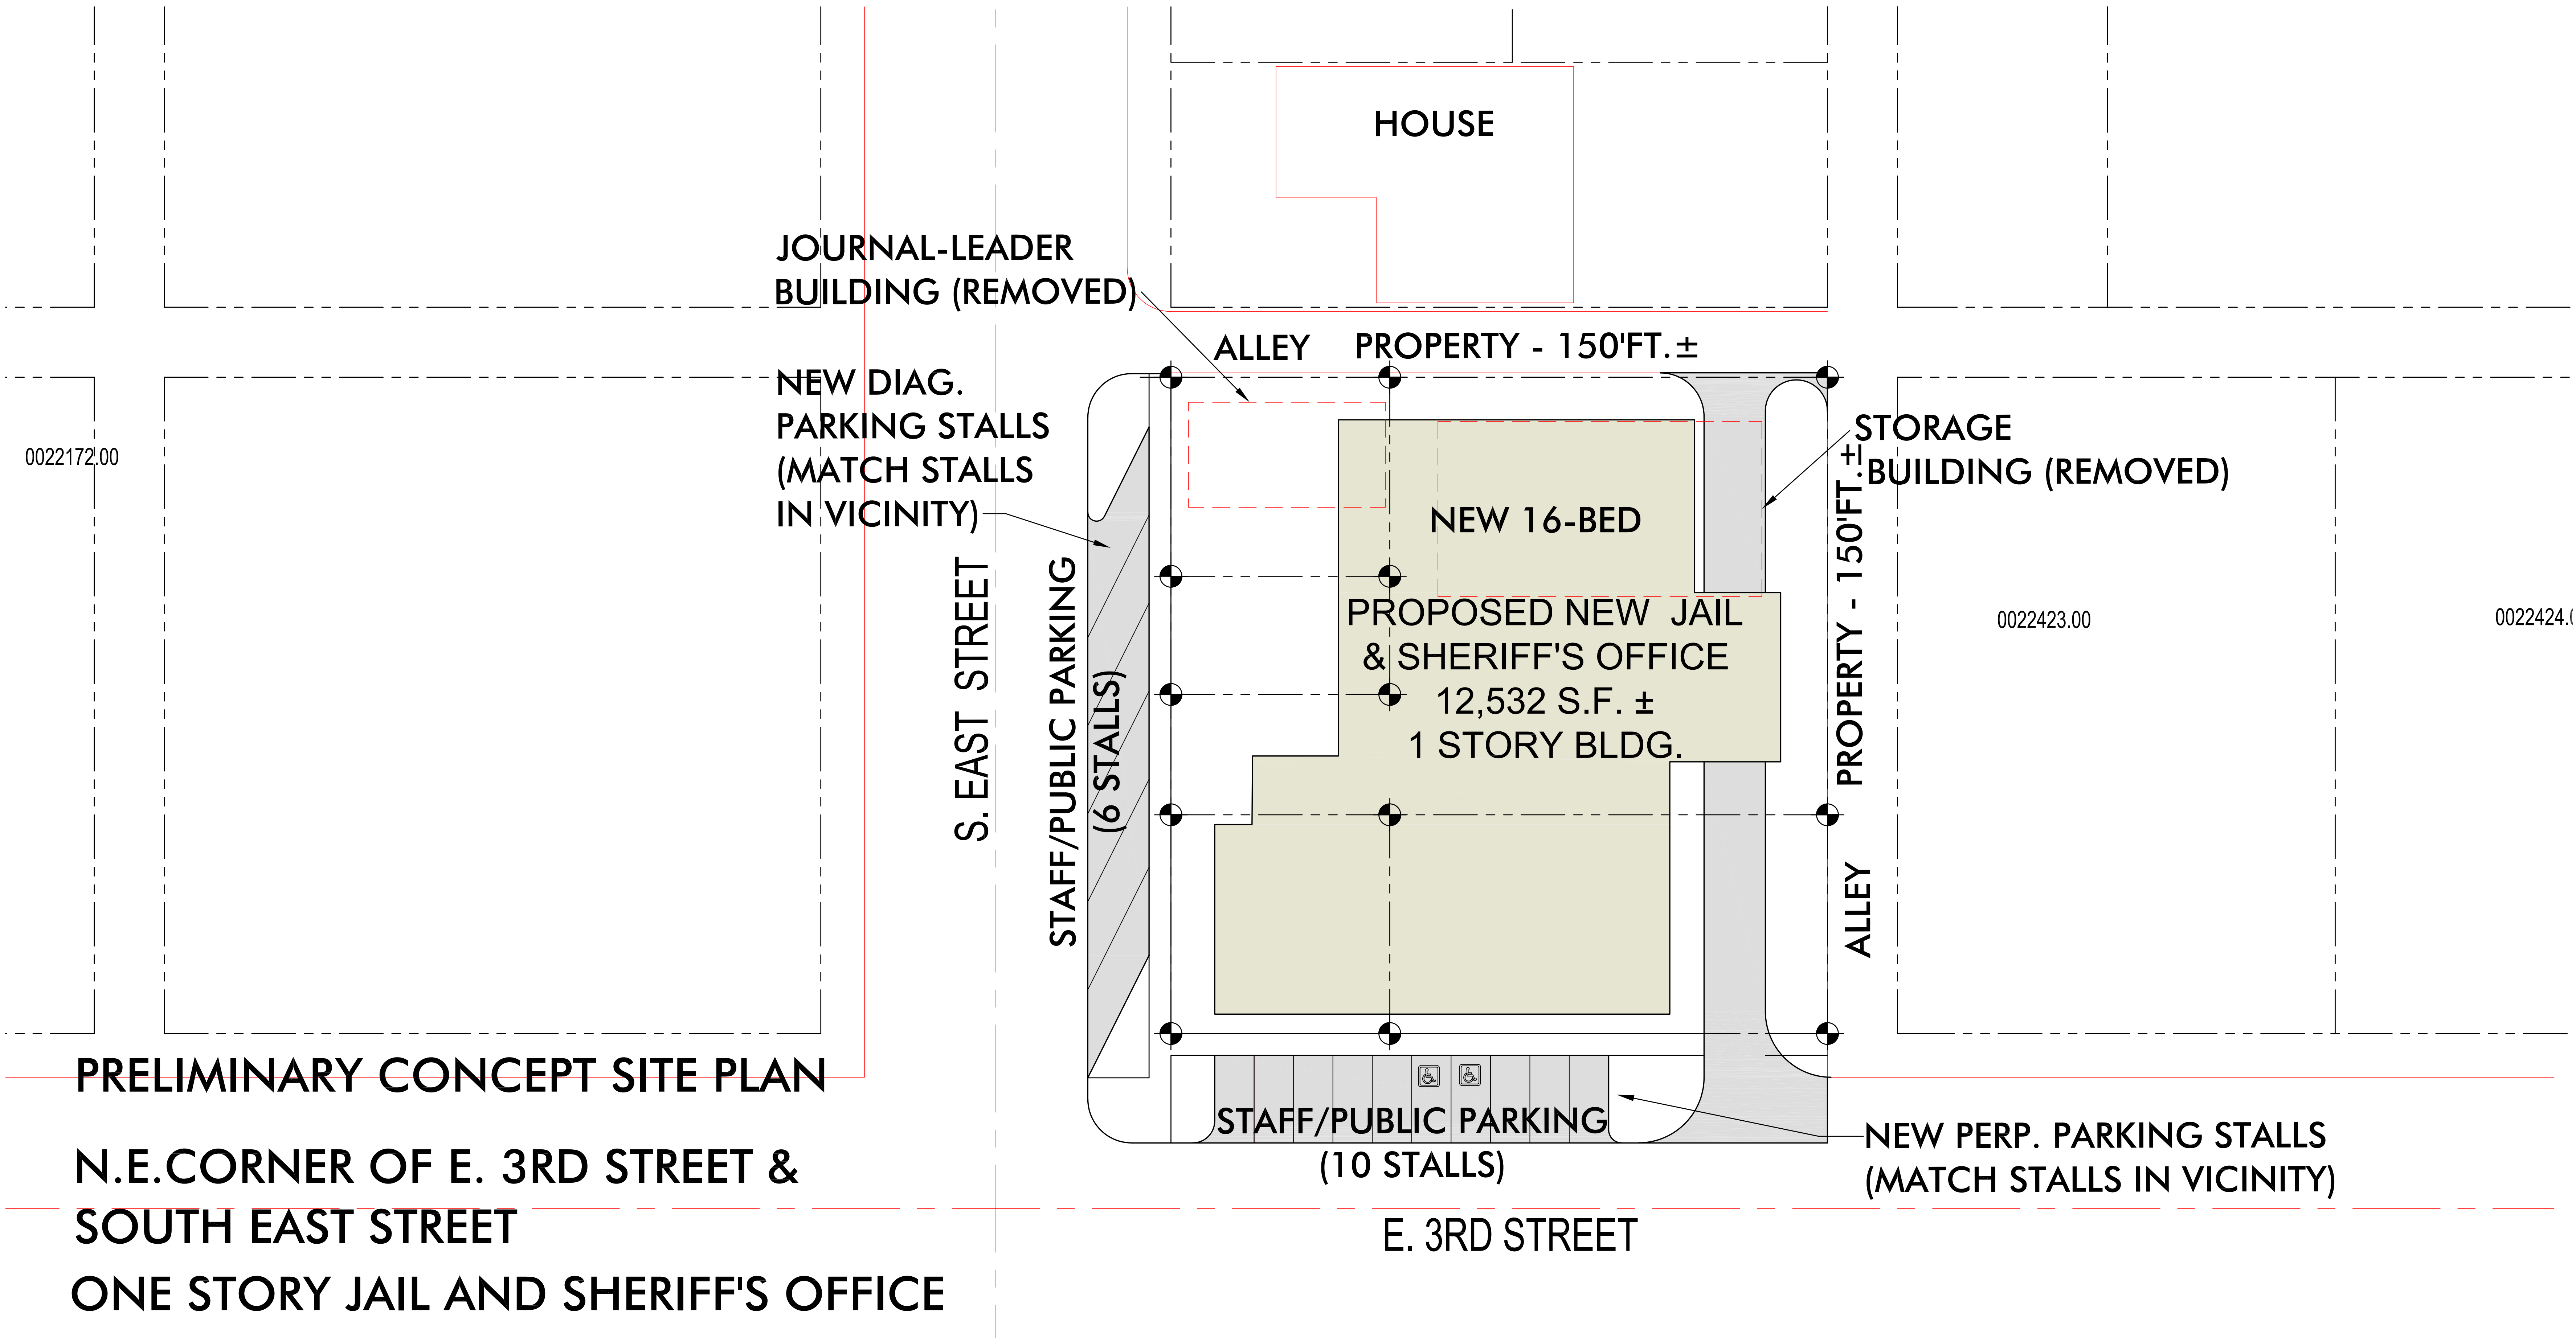 HOUSE
JOURNAL-LEADER
BUILDING (REMOVED)
ALLEY
PROPERTY - 150'FT.±
NEW DIAG.
PARKING STALLS
(MATCH STALLS
IN VICINITY)
0022172.00
STORAGE
BUILDING (REMOVED)
NEW 16-BED
PROPOSED NEW JAIL
& SHERIFF'S OFFICE
12,532 S.F. ±
1 STORY BLDG.
S. EAST STREET
STAFF/PUBLIC PARKING
(6 STALLS)
PROPERTY - 150'FT.±
ALLEY
0022423.00
0022424.
STAFF/PUBLIC PARKING
(10 STALLS)
NEW PERP. PARKING STALLS
(MATCH STALLS IN VICINITY)
E. 3RD STREET
PRELIMINARY CONCEPT SITE PLAN
N.E.CORNER OF E. 3RD STREET &
SOUTH EAST STREET
ONE STORY JAIL AND SHERIFF'S OFFICE